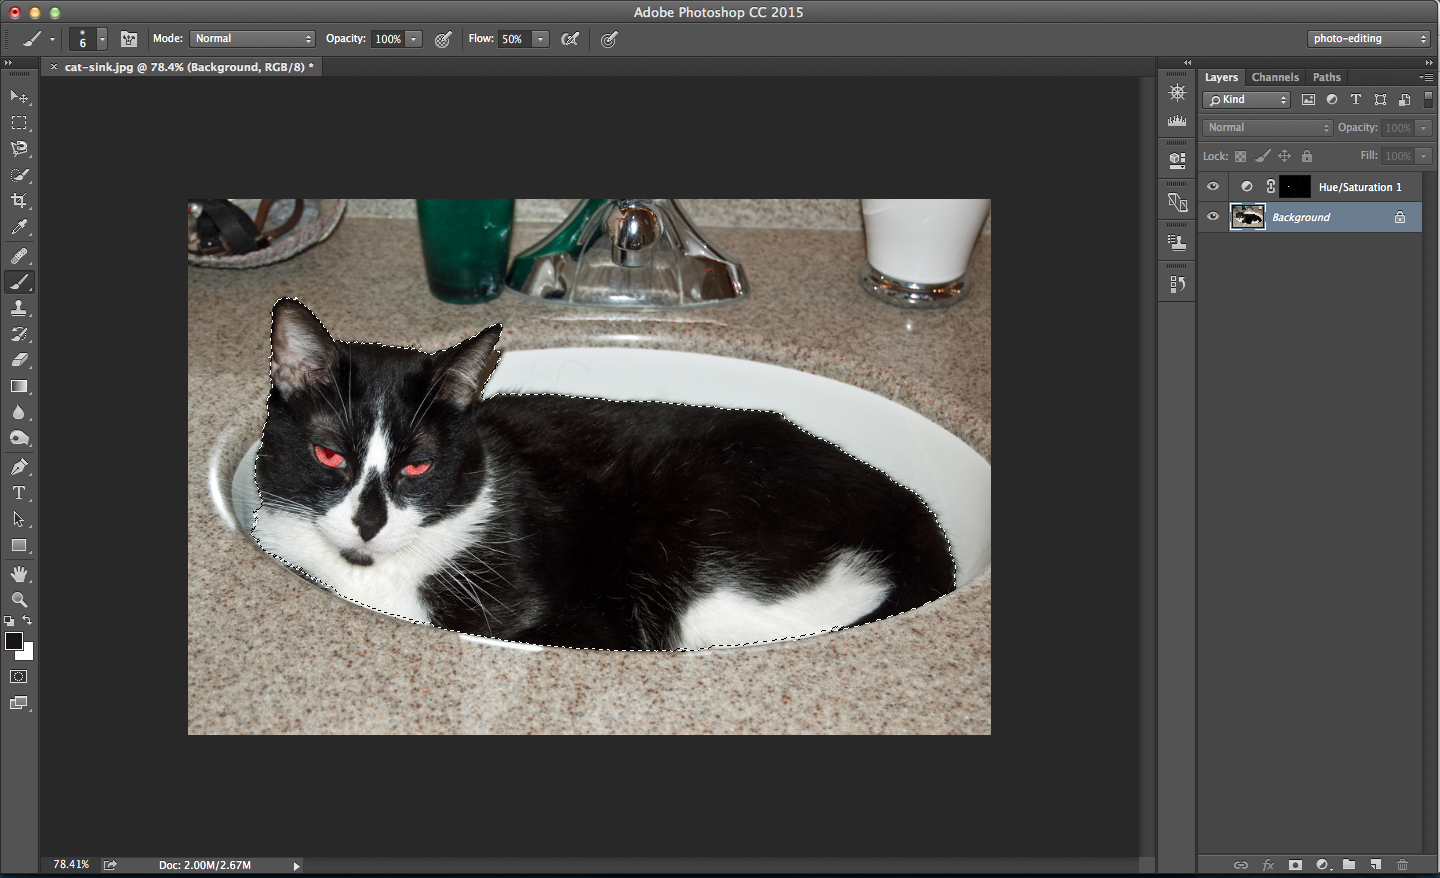 Adobe Photoshop CC 2015
6 Mode: Normal Opacity: 100% Flow: 50% photo-editing
× cat-sink.jpg @ 78.4% (Background, RGB/8) *
Layers Channels Paths
Kind
Normal Opacity: 100%
Lock: Fill: 100%
Hue/Saturation 1
Background
78.41% Doc: 2.00M/2.67M